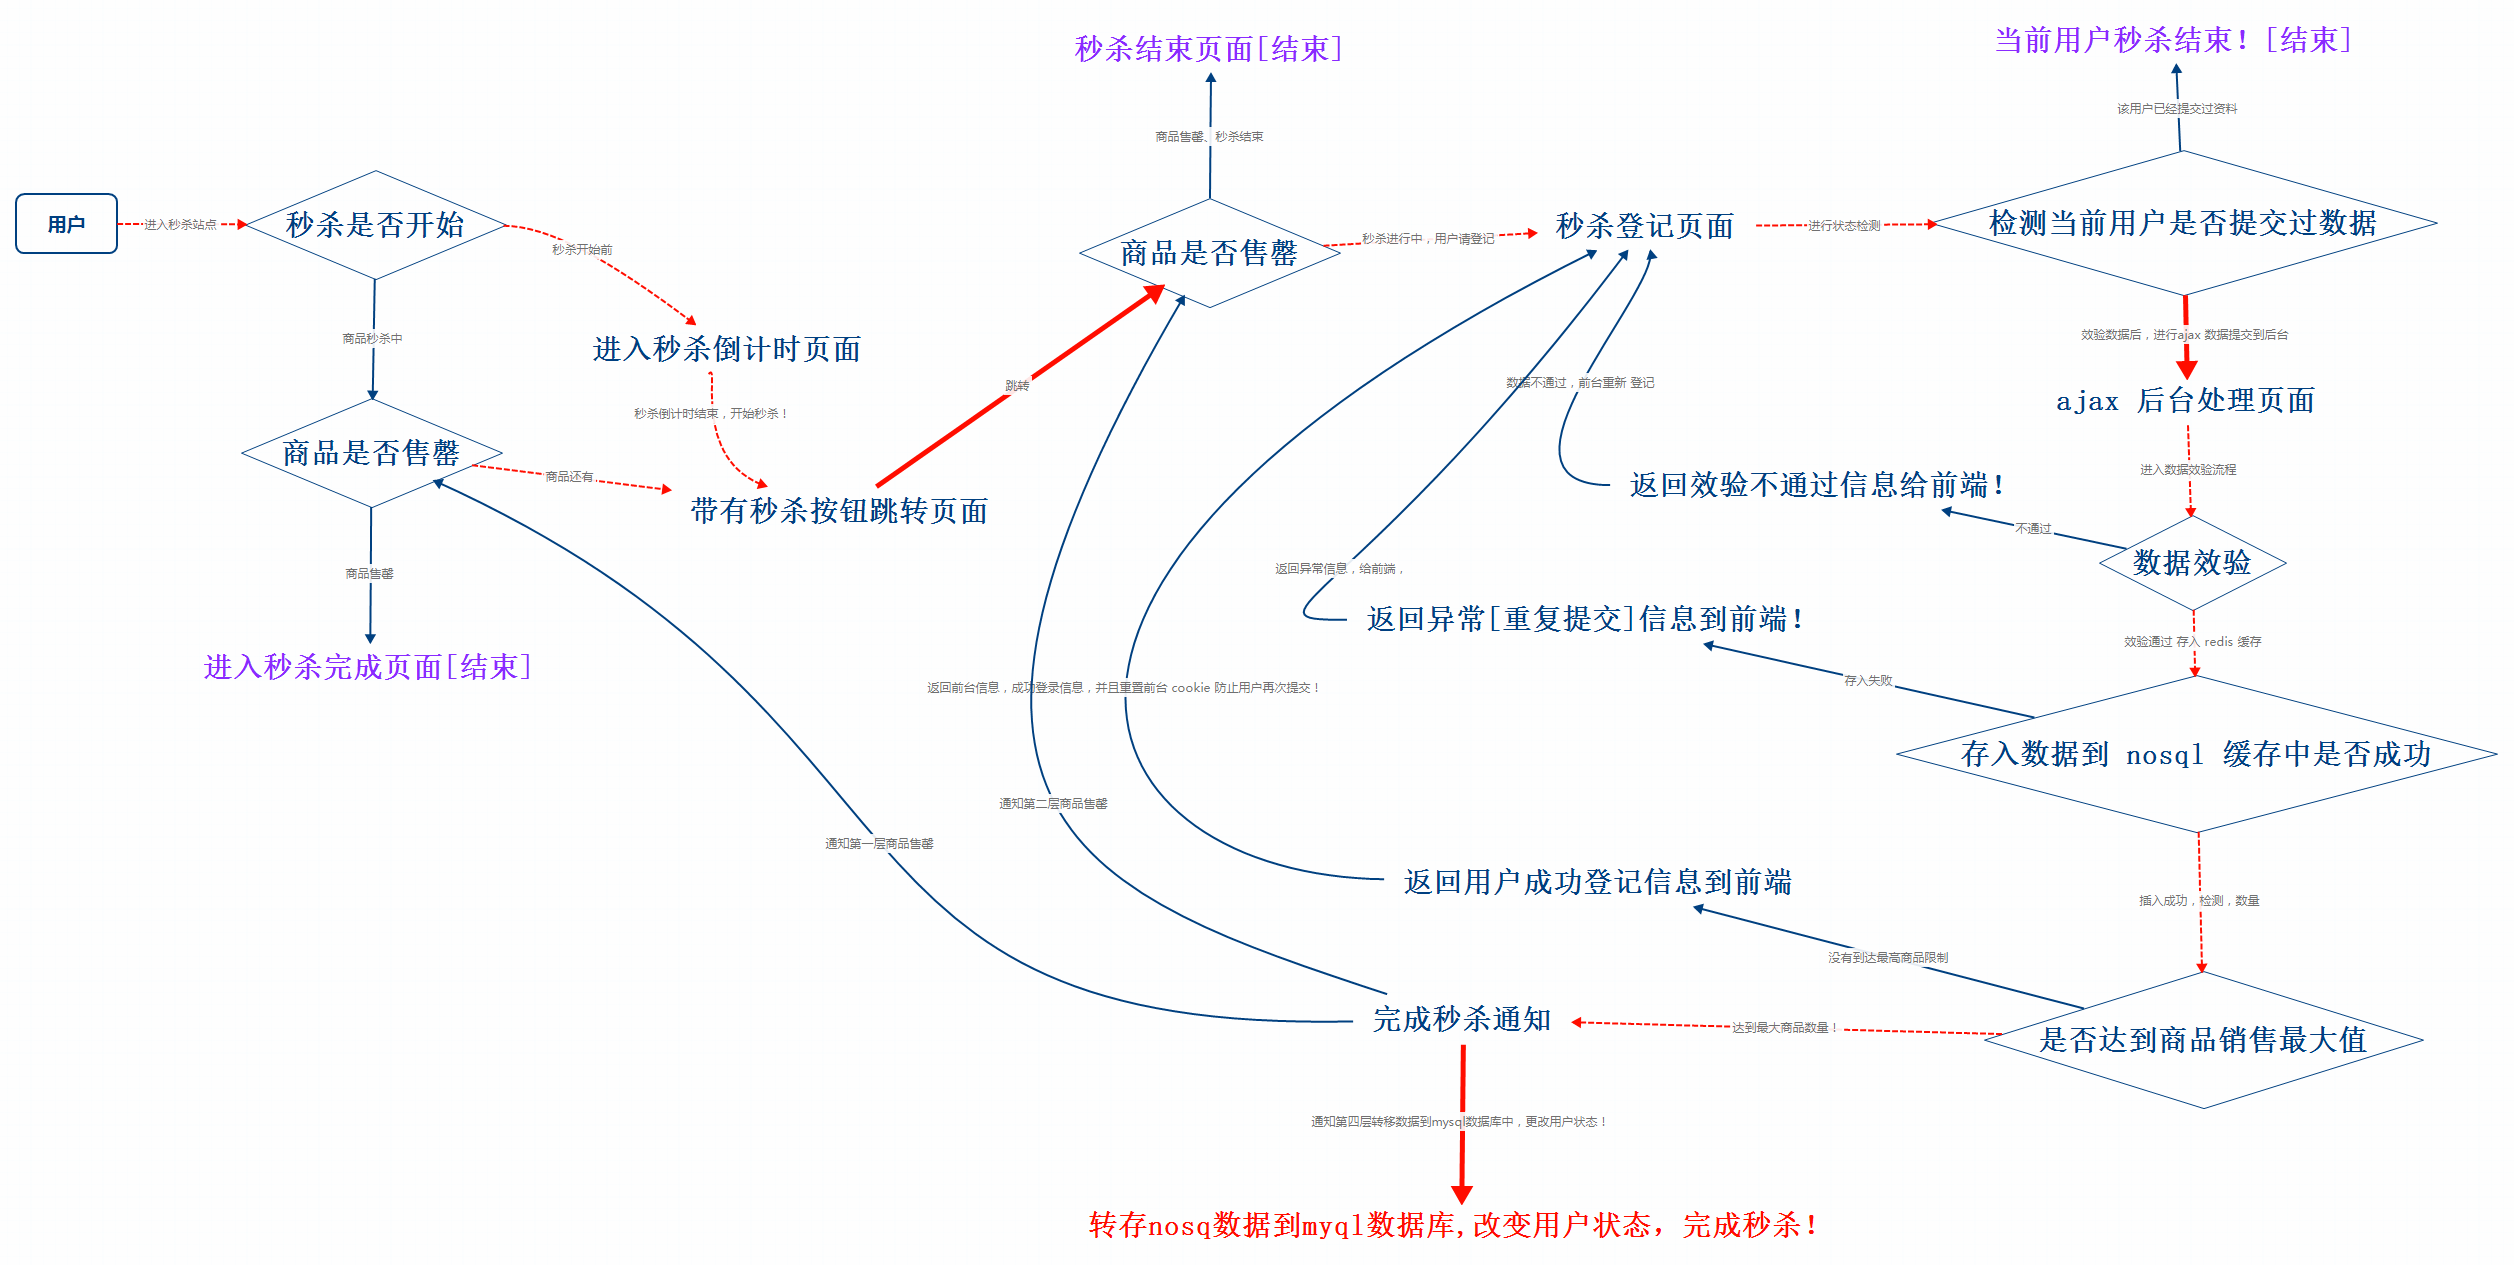 秒杀结束页面[结束]
当前用户秒杀结束！[结束]
该用户已经提交过资料
商品售罄、秒杀结束
用户
进入秒杀站点
秒杀是否开始
秒杀开始前
商品是否售罄
秒杀进行中，用户请登记
秒杀登记页面
进行状态检测
检测当前用户是否提交过数据
商品秒杀中
进入秒杀倒计时页面
效验数据后，进行ajax 数据提交到后台
跳转
数据不通过，前台重新 登记
ajax 后台处理页面
秒杀倒计时结束，开始秒杀！
商品是否售罄
商品还有
带有秒杀按钮跳转页面
返回效验不通过信息给前端！
进入数据效验流程
不通过
数据效验
商品售罄
返回异常信息，给前端，
返回异常[重复提交]信息到前端！
效验通过 存入 redis 缓存
进入秒杀完成页面[结束]
存入失败
返回前台信息，成功登录信息，并且重置前台 cookie 防止用户再次提交！
存入数据到 nosql 缓存中是否成功
通知第二层商品售罄
通知第一层商品售罄
返回用户成功登记信息到前端
插入成功，检测，数量
没有到达最高商品限制
完成秒杀通知
达到最大商品数量！
是否达到商品销售最大值
通知第四层转移数据到mysql数据库中，更改用户状态！
转存nosq数据到myql数据库,改变用户状态，完成秒杀！